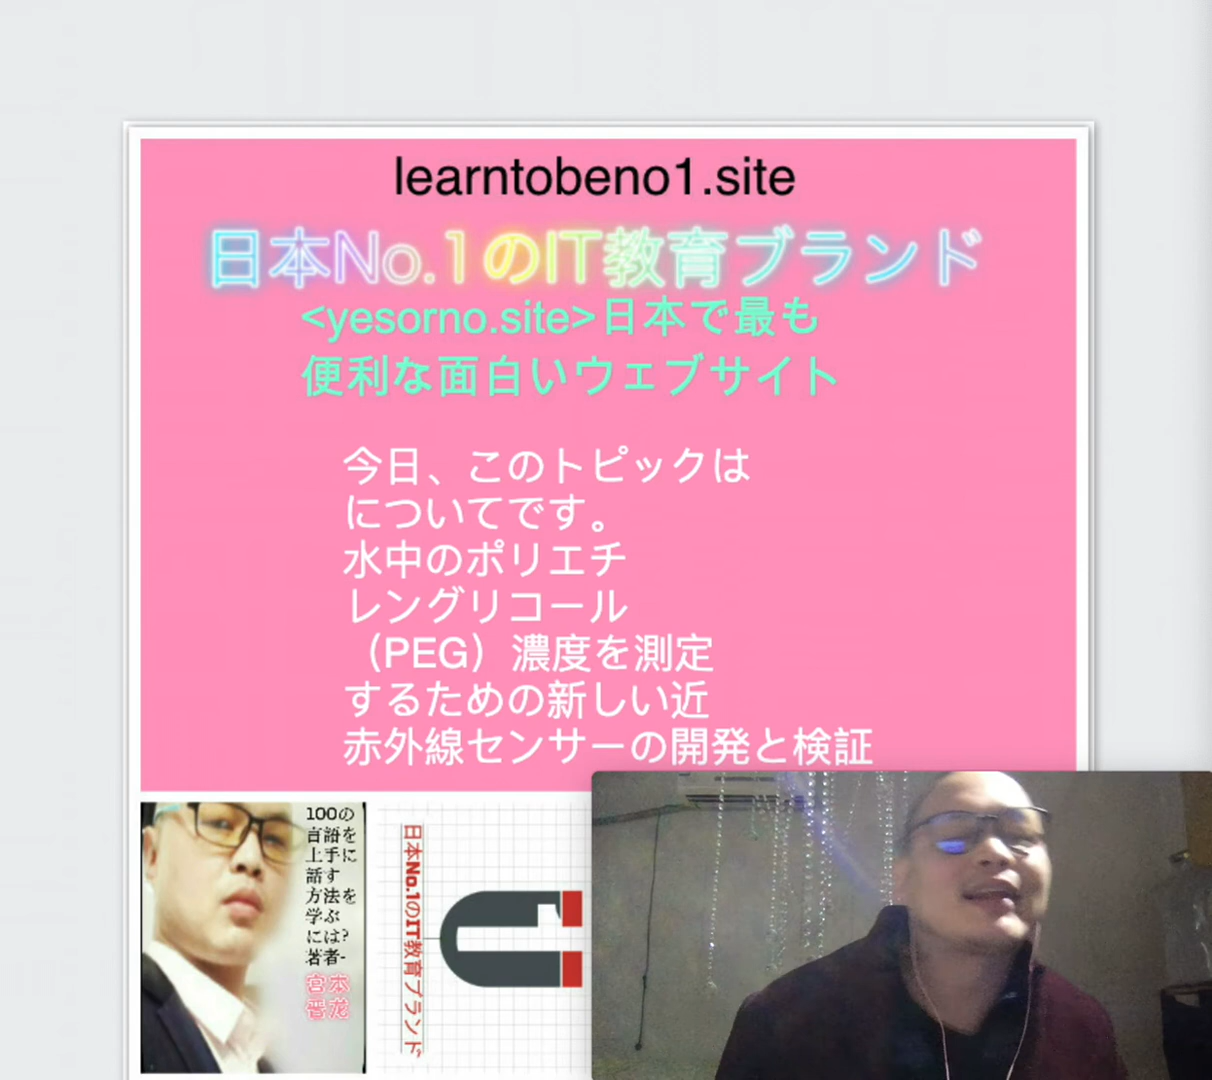 learntobeno1.site
日本No.1のIT教育ブランド
<yesorno.site>日本で最も
便利な面白いウェブサイト
今日、このトピックは
についてです。
水中のポリエチ
レングリコール
（PEG）濃度を測定
するための新しい近
赤外線センサーの開発と検証
100の
言語を
上手に
話す
方法を
学ぶ
には?
著者-
宮本
晋龙
日本No.1のIT教育ブランド